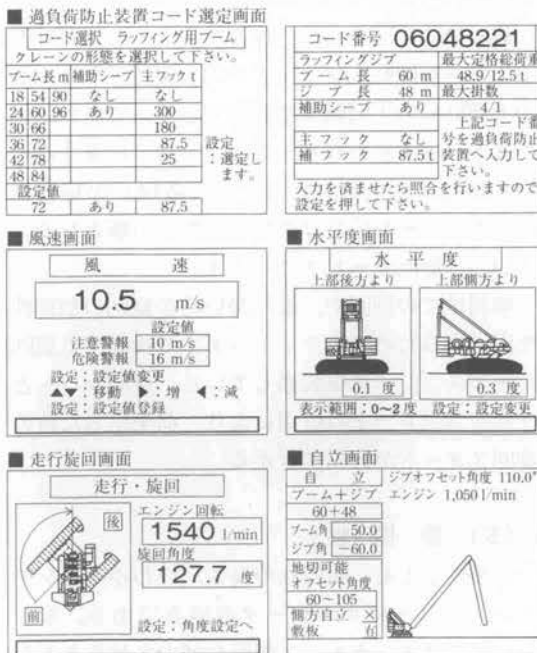 ■ 過負荷防止装置コード選定画面
コード選択 ラッフィング用ブーム
クレーンの形態を選択して下さい。
ブーム長 m 補助シーブ 主フック t
18 54 90 なし なし
24 60 96 あり 300
30 66 180
36 72 87.5 設定
42 78 25 :選定し
48 84 ます。
設定値
72 あり 87.5
コード番号 06048221
ラッフィングジブ 最大定格総荷重
ブーム長 60 m 48.9/12.5 t
ジブ長 48 m 最大掛数
補助シーブ あり 4/1
上記コード番
主フック なし 号を過負荷防止
補フック 87.5 t 装置へ入力して
下さい。
入力を済ませたら照合を行いますので
設定を押して下さい。
■ 風速画面
風速
10.5 m/s
設定値
注意警報 10 m/s
危険警報 16 m/s
設定:設定値変更
▲▼:移動 ▶:増 ◀:減
設定:設定値登録
■ 水平度画面
水平度
上部後方より 上部側方より
0.1 度 0.3 度
表示範囲:0~2度 設定:設定変更
■ 走行旋回画面
走行・旋回
後
エンジン回転
1540 1/min
旋回角度
127.7 度
前
設定:角度設定へ
■ 自立画面
自立 ジブオフセット角度 110.0°
ブーム+ジブ エンジン 1,050 1/min
60+48
ブーム角 50.0
ジブ角 -60.0
地切可能
オフセット角度
60~105
側方自立 ×
敷板 有